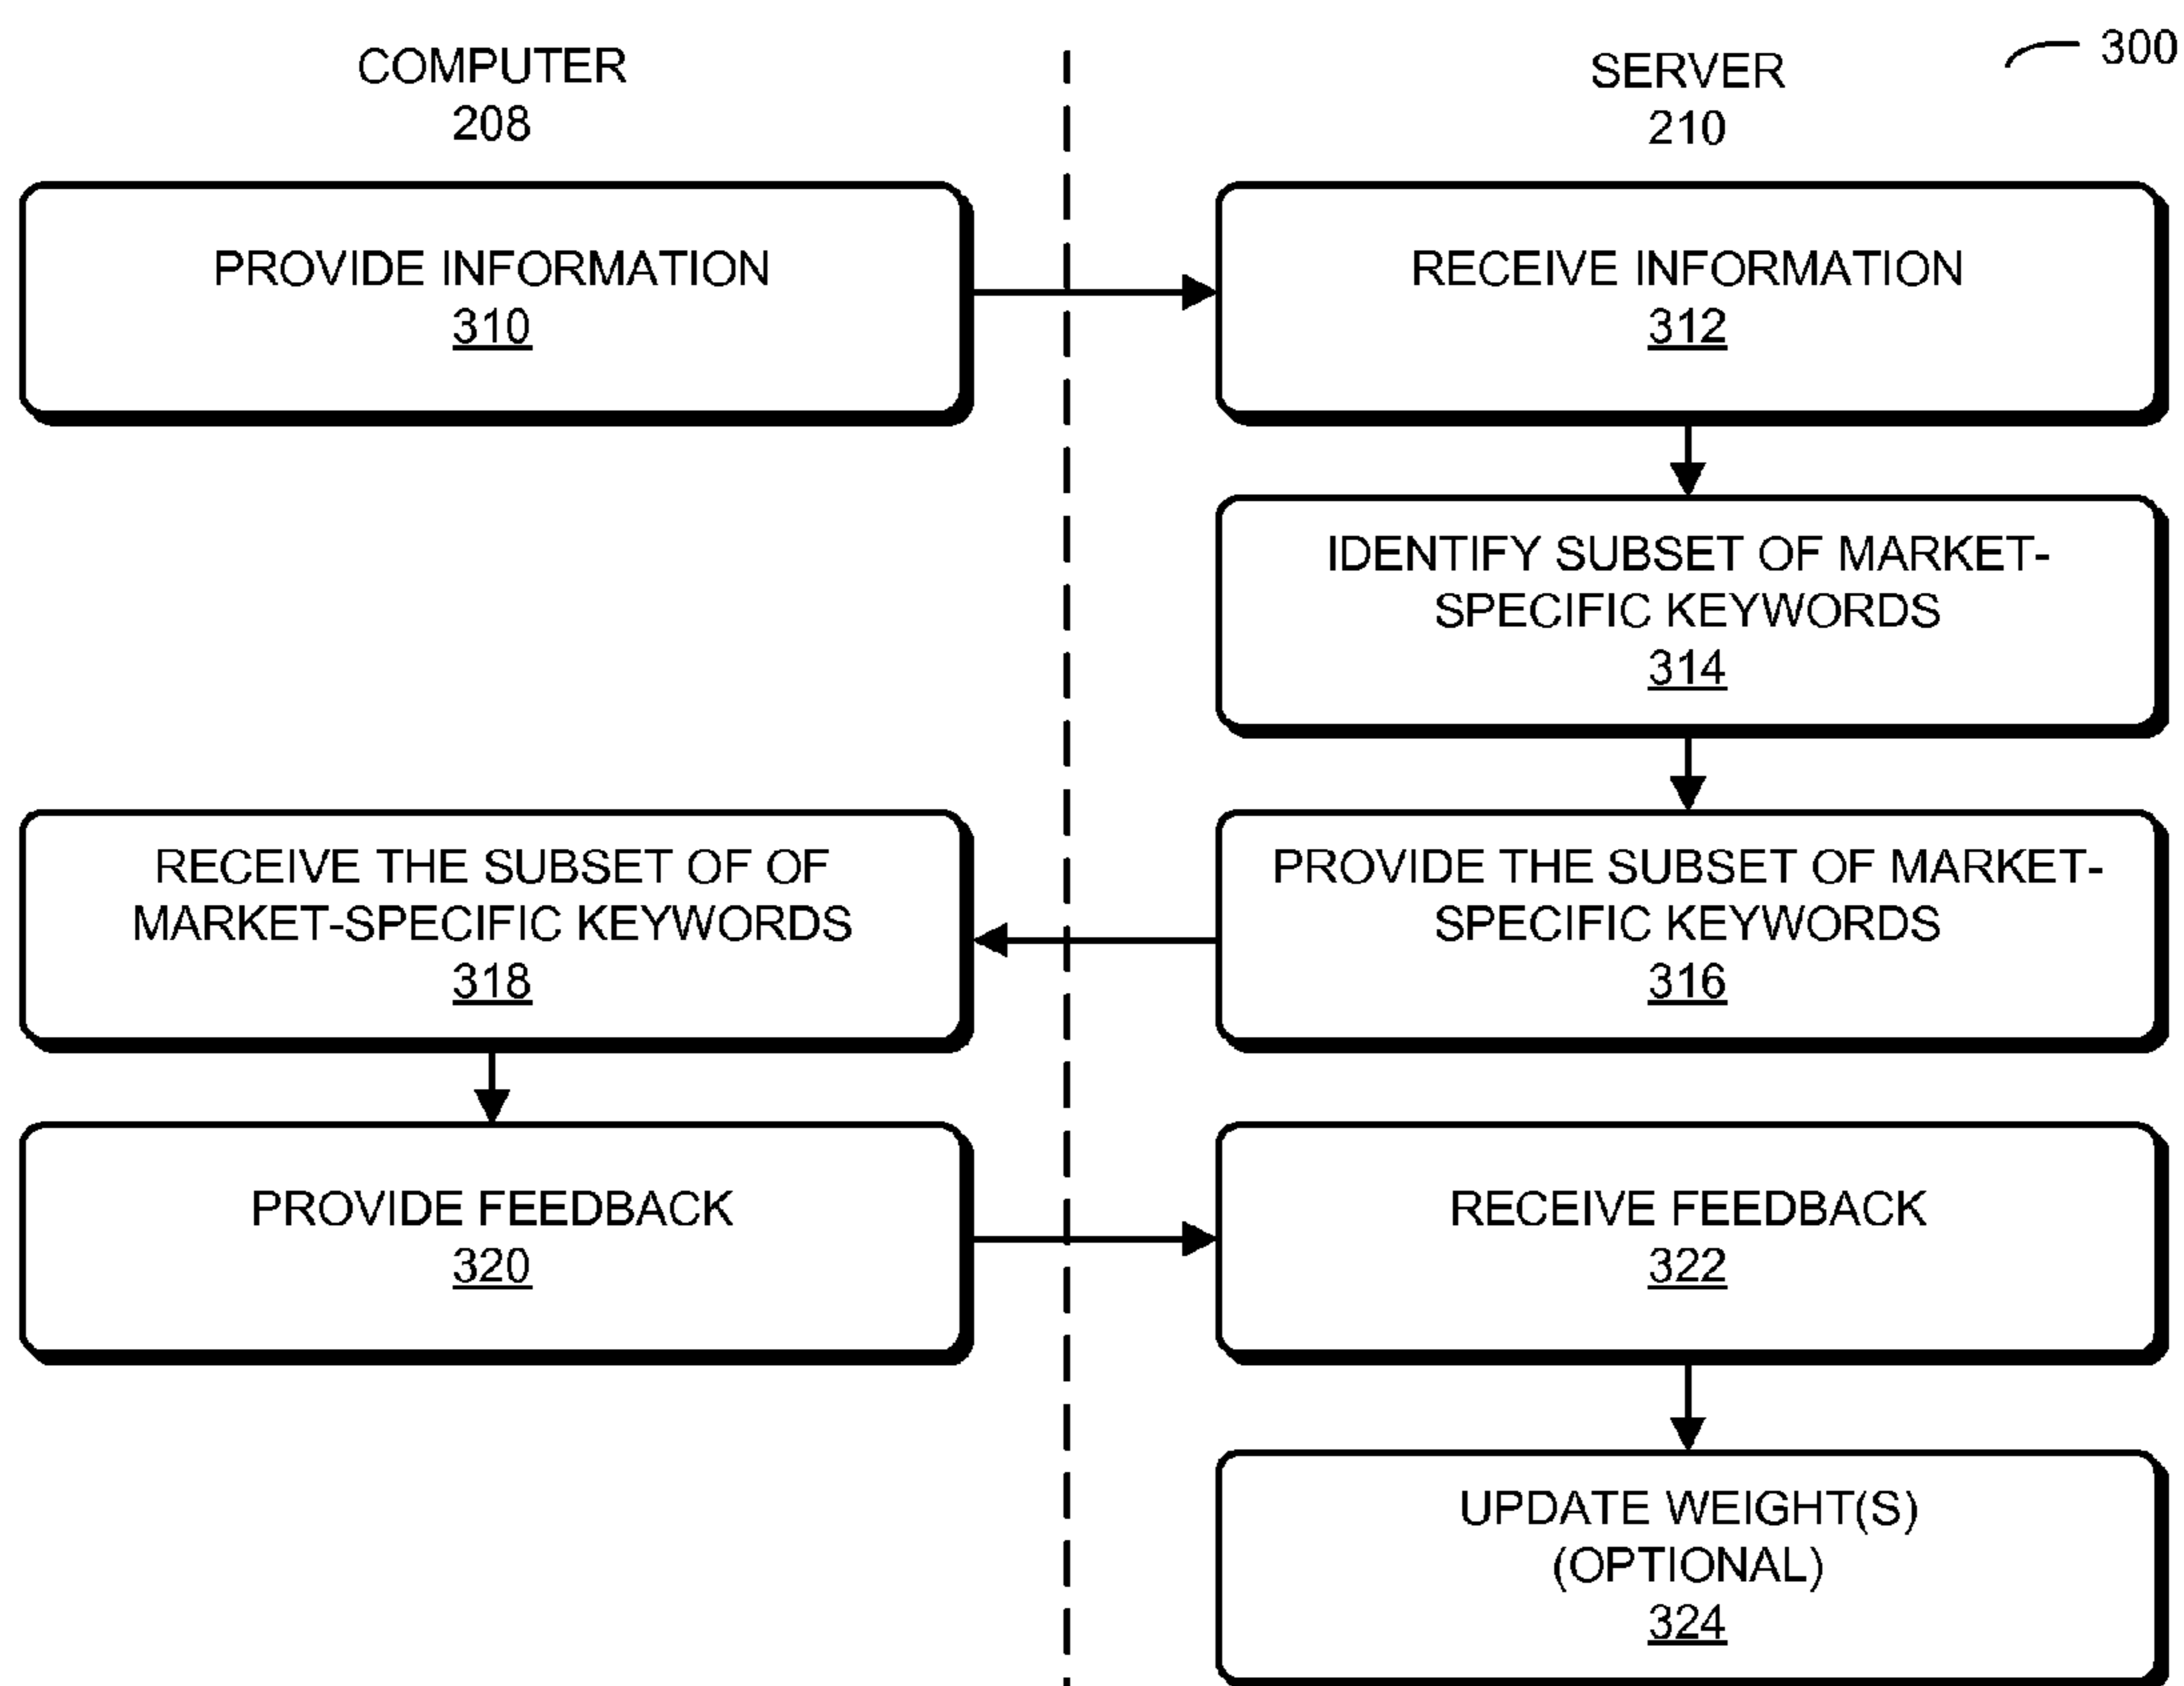 300
COMPUTER
208
SERVER
210
PROVIDE INFORMATION
310
RECEIVE INFORMATION
312
IDENTIFY SUBSET OF MARKET-
SPECIFIC KEYWORDS
314
PROVIDE THE SUBSET OF MARKET-
SPECIFIC KEYWORDS
316
RECEIVE THE SUBSET OF OF
MARKET-SPECIFIC KEYWORDS
318
PROVIDE FEEDBACK
320
RECEIVE FEEDBACK
322
UPDATE WEIGHT(S)
(OPTIONAL)
324